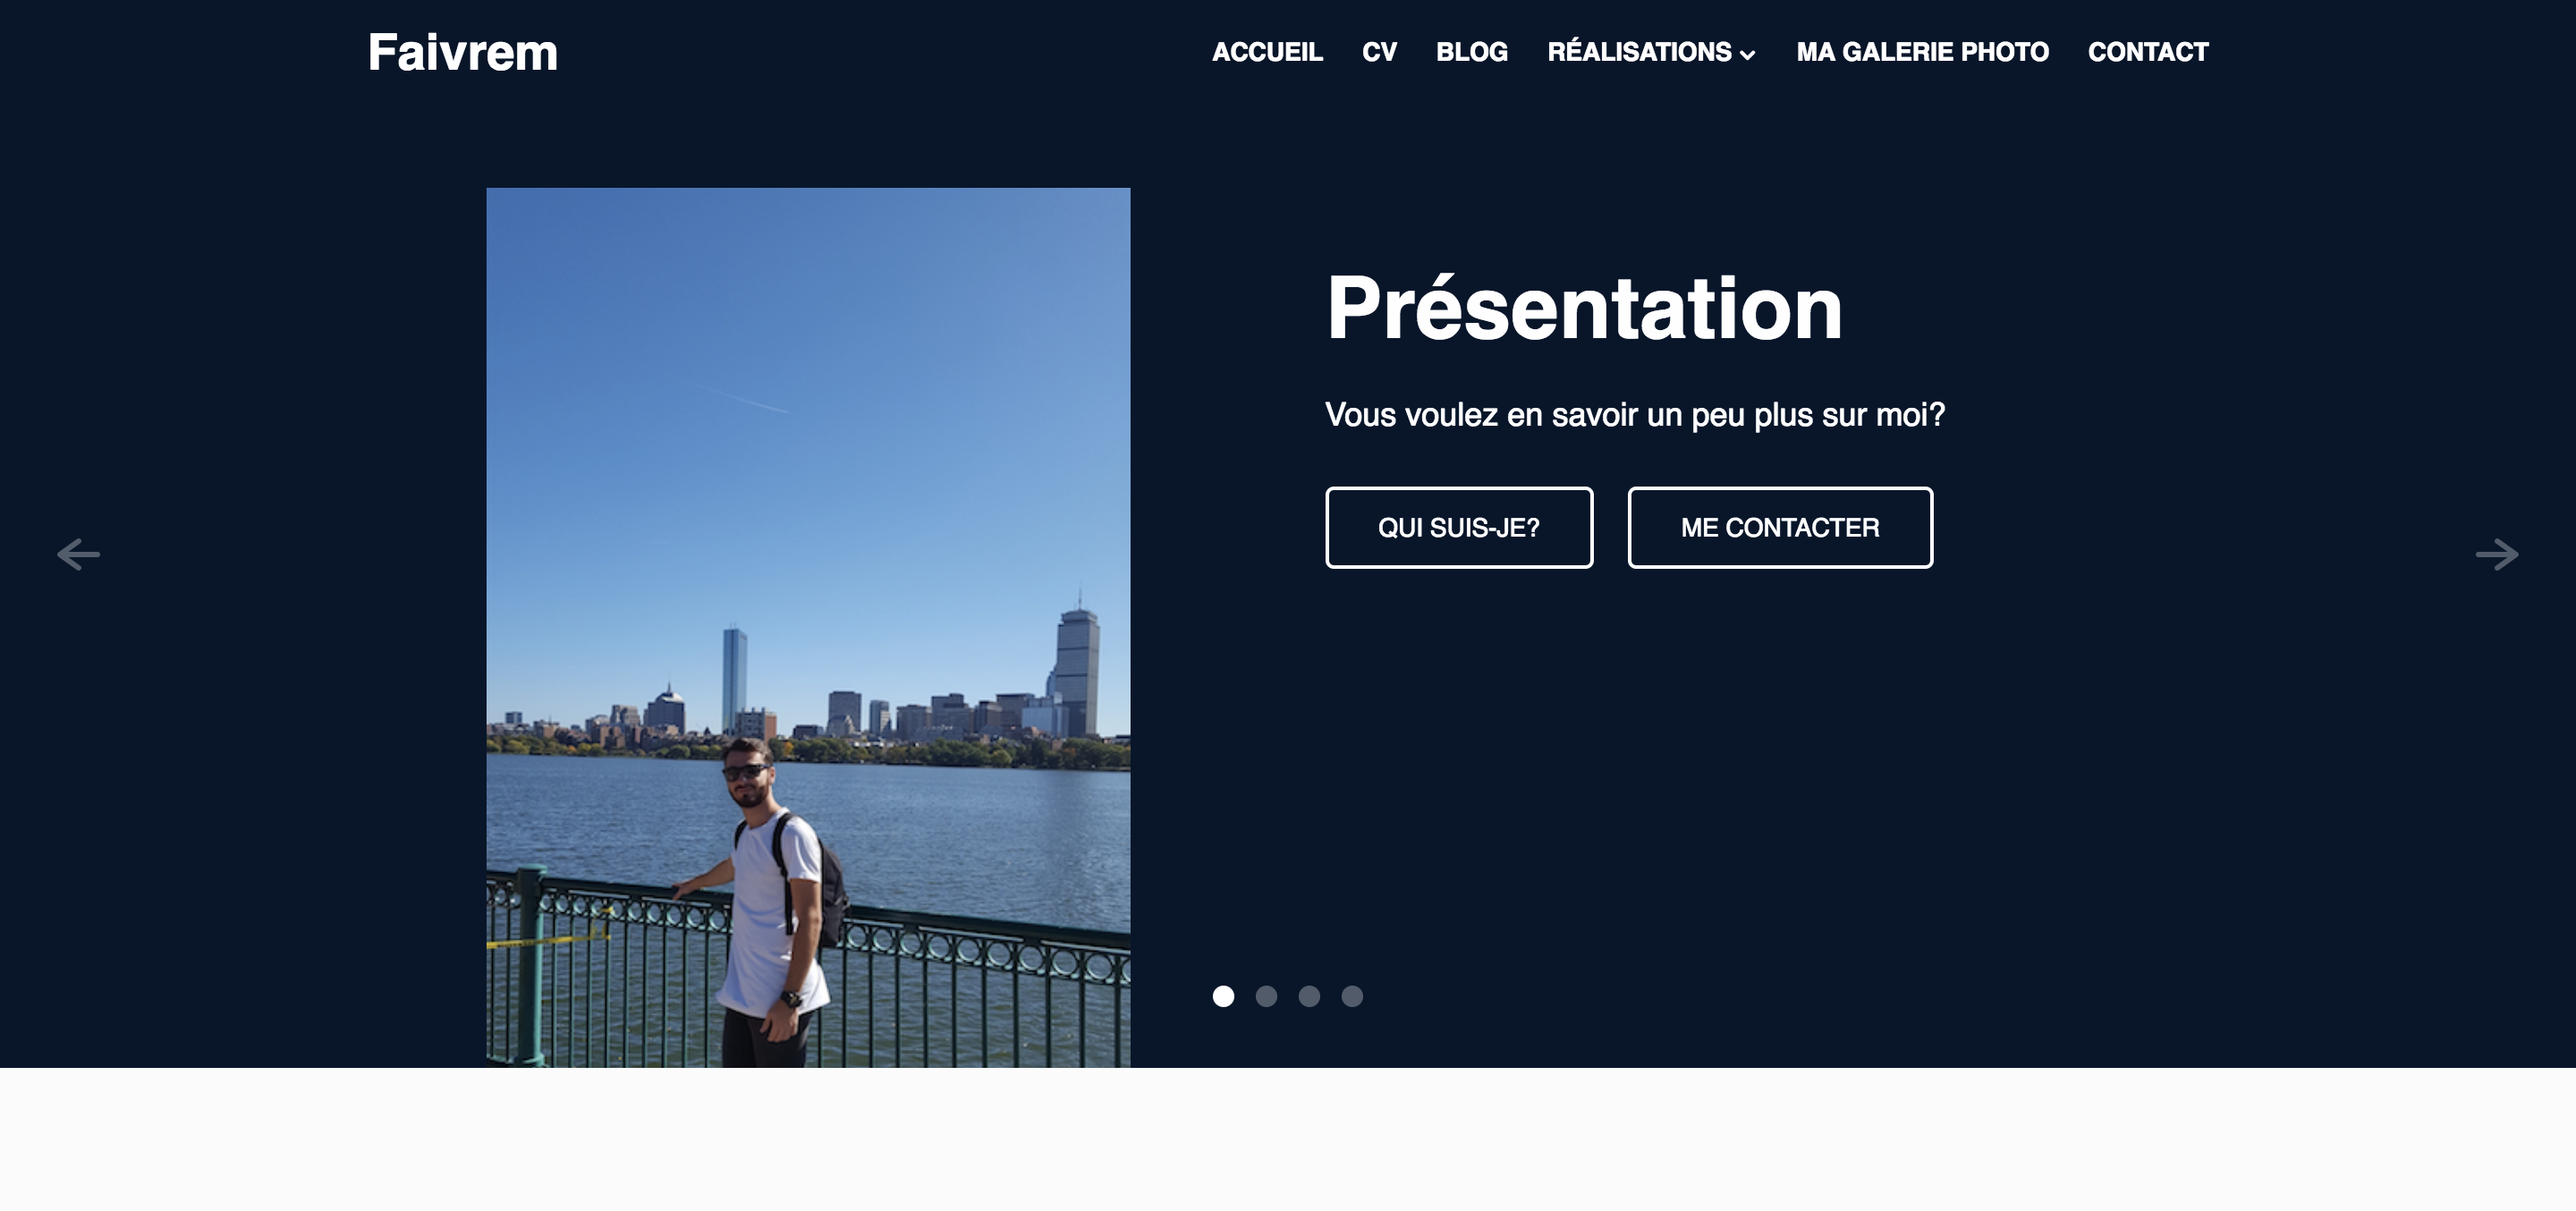 Faivrem
ACCUEIL CV BLOG RÉALISATIONS MA GALERIE PHOTO CONTACT
Présentation
Vous voulez en savoir un peu plus sur moi?
QUI SUIS-JE? ME CONTACTER